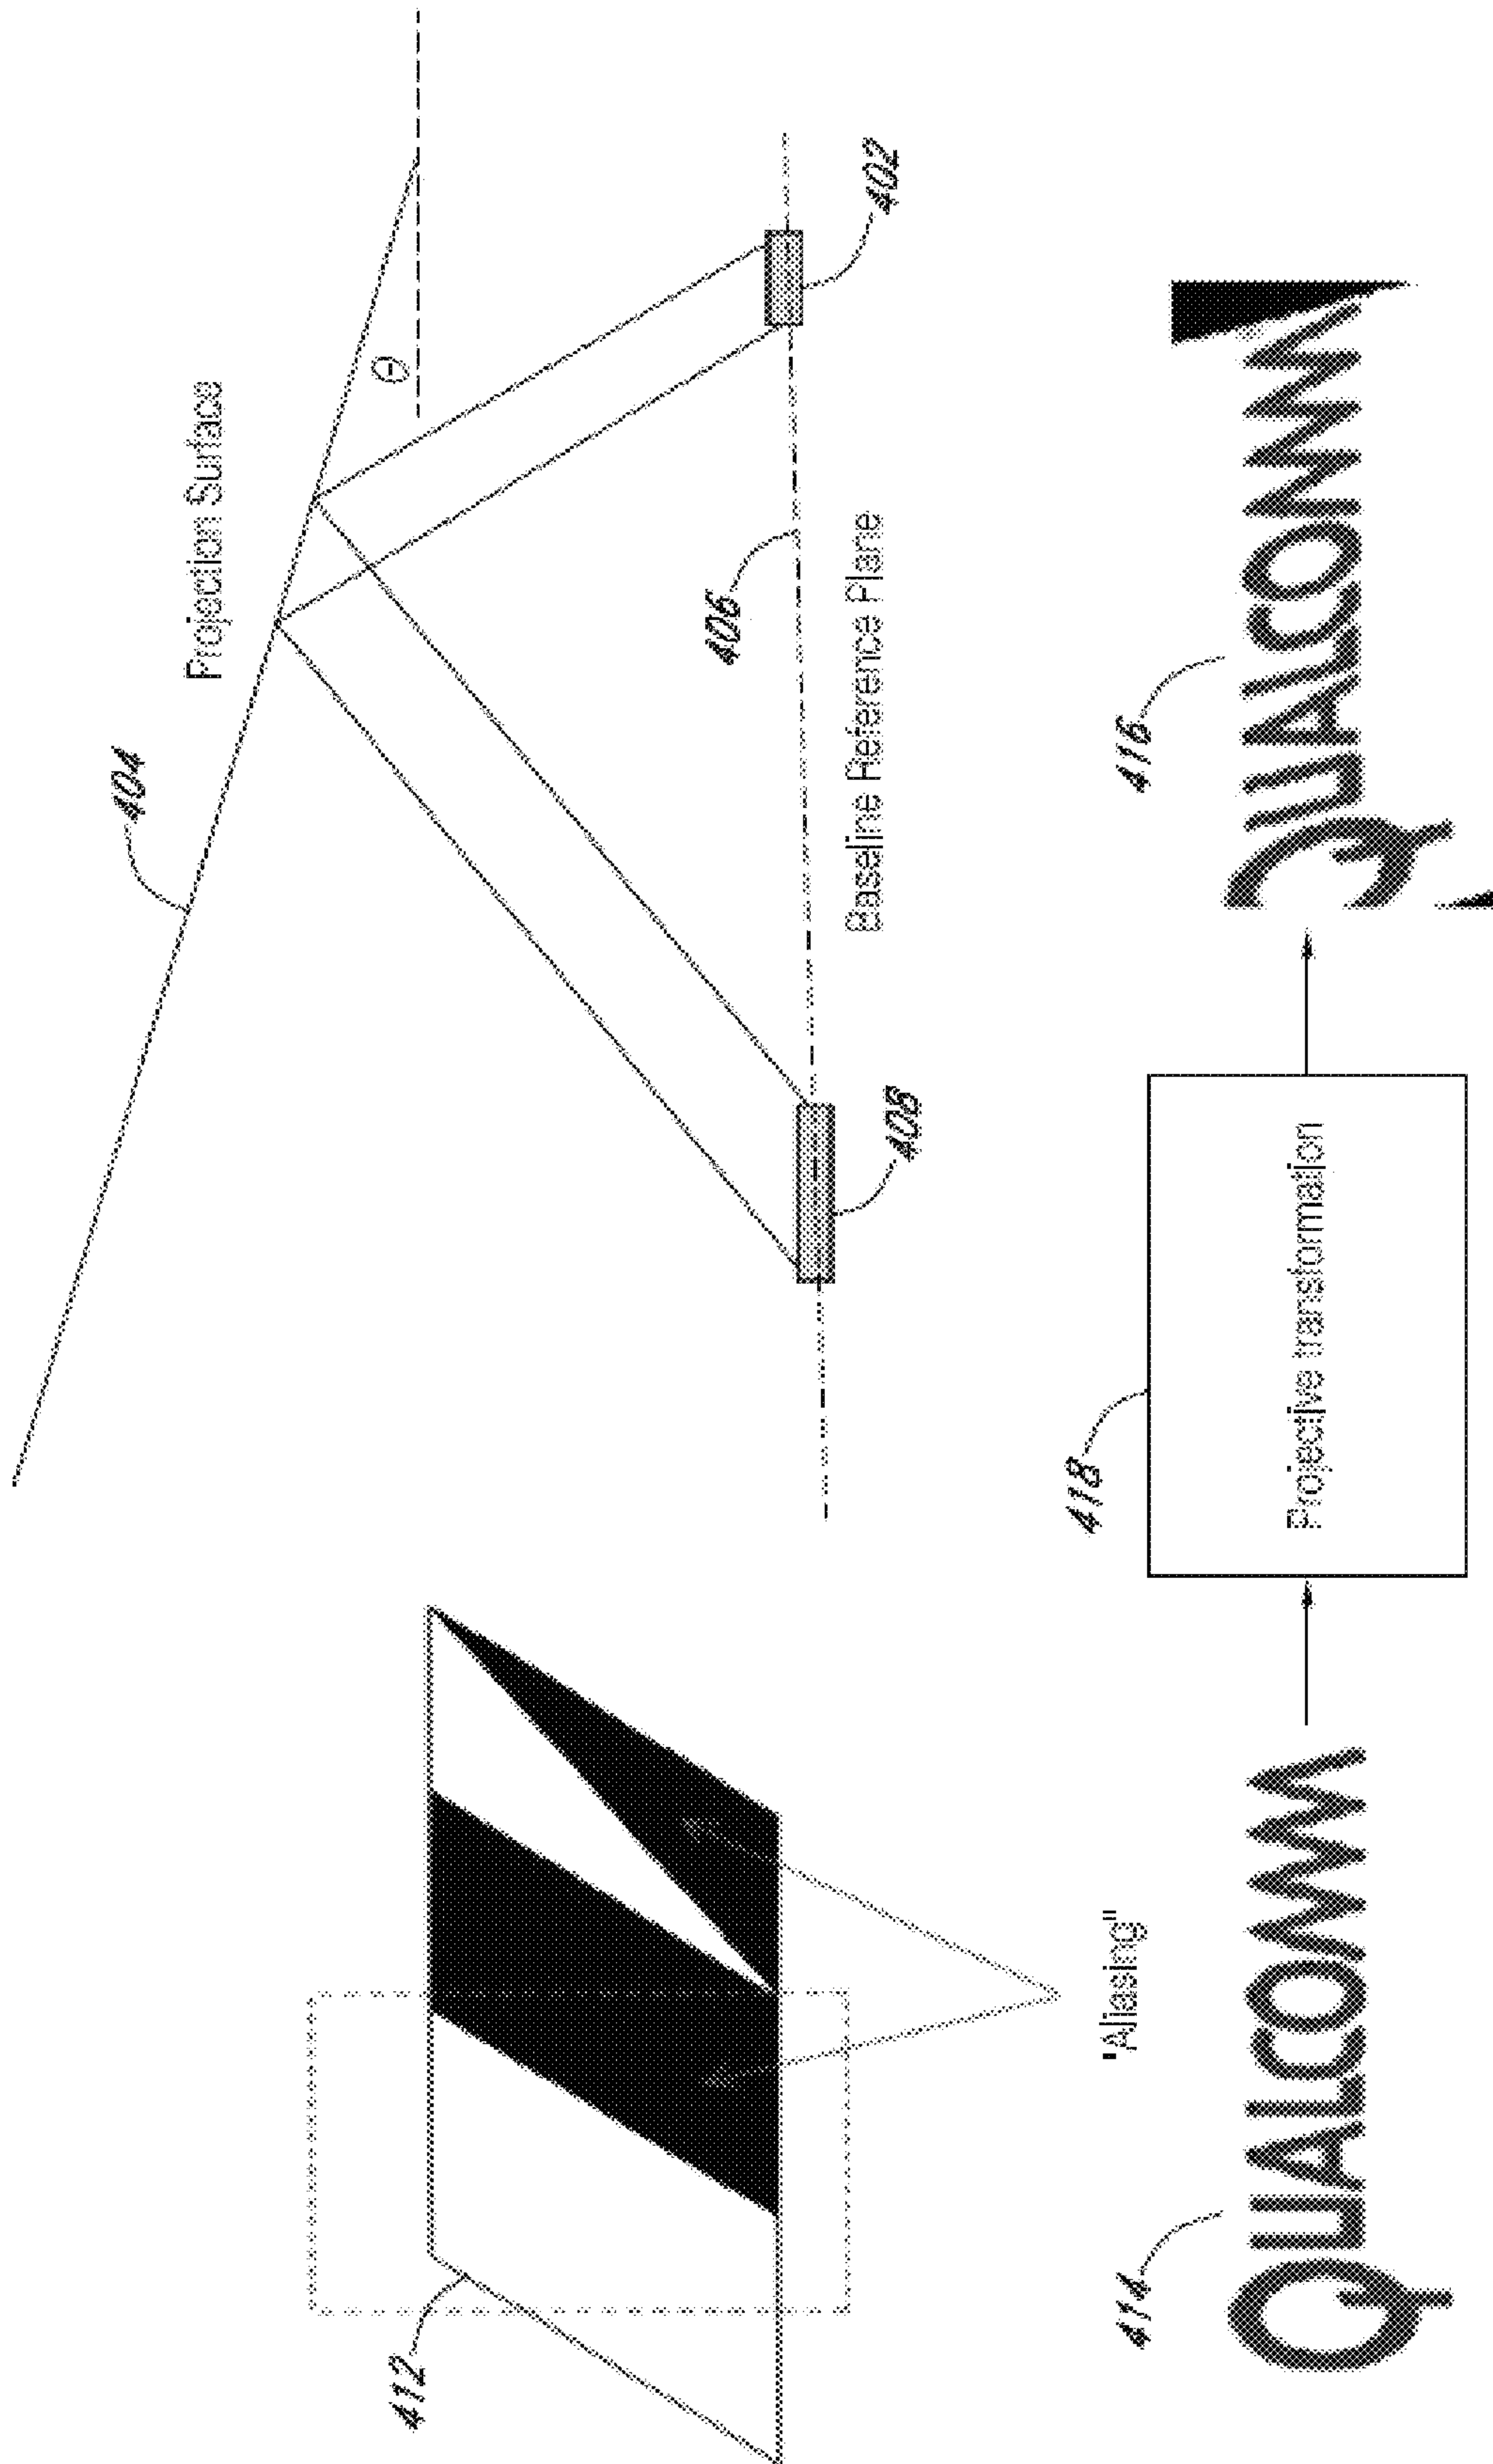 404
Projection Surface
Θ
406
402
408
Baseline Reference Plane
412
"Aliasing"
414
QUALCOMM
418
Projective transformation
416
QUALCOMM